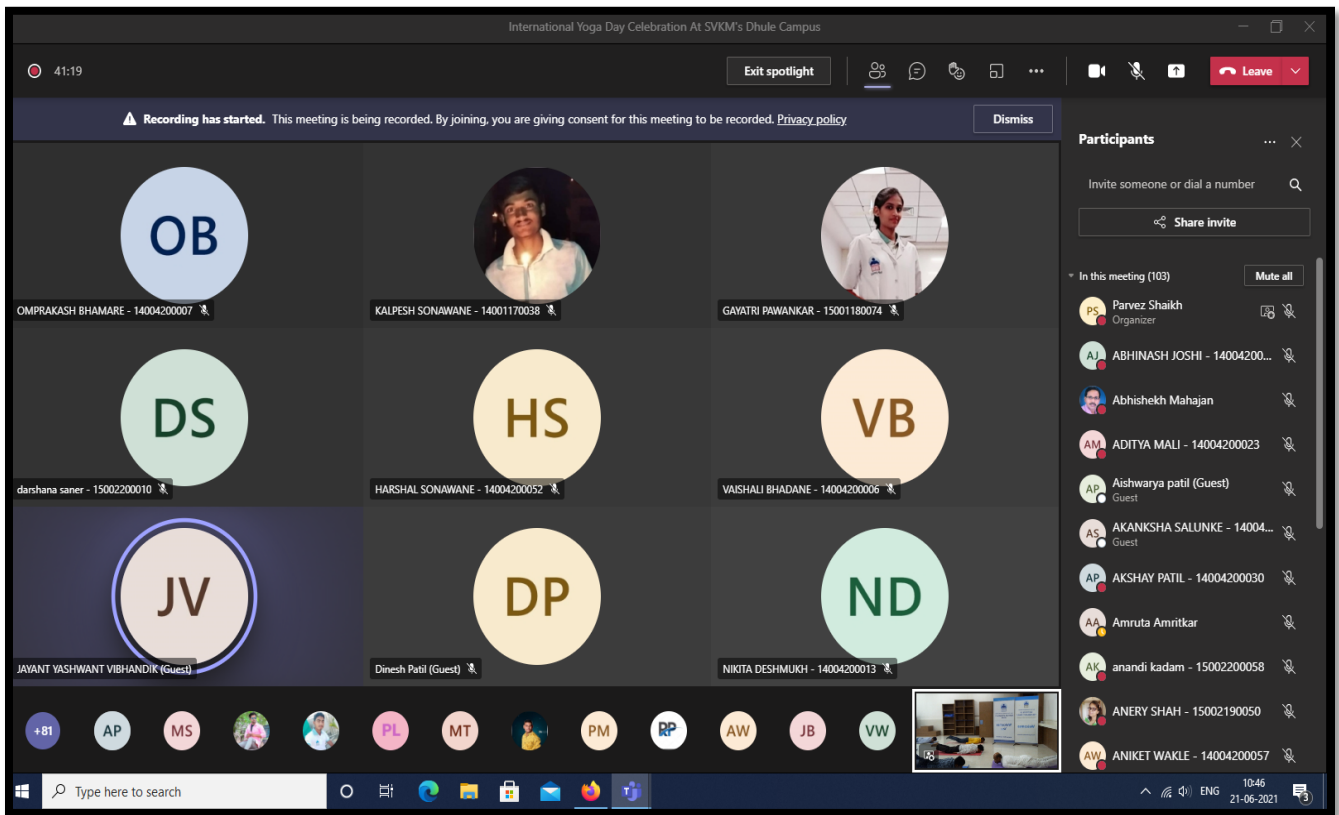 International Yoga Day Celebration At SVKM's Dhule Campus
41:19
Exit spotlight
Leave
Recording has started. This meeting is being recorded. By joining, you are giving consent for this meeting to be recorded. Privacy policy
Dismiss
OB
OMPRAKASH BHAMARE - 14004200007
KALPESH SONAWANE - 14001170038
GAYATRI PAWANKAR - 15001180074
DS
HS
VB
darshana saner - 15002200010
HARSHAL SONAWANE - 14004200052
VAISHALI BHADANE - 14004200006
JV
DP
ND
JAYANT YASHWANT VIBHANDIK (Guest)
Dinesh Patil (Guest)
NIKITA DESHMUKH - 14004200013
+81
AP
MS
PL
MT
PM
RP
AW
JB
VW
Participants
Invite someone or dial a number
Share invite
In this meeting (103)
Mute all
PS
Parvez Shaikh
Organizer
AJ
ABHINASH JOSHI - 14004200...
Abhishekh Mahajan
AM
ADITYA MALI - 14004200023
AP
Aishwarya patil (Guest)
Guest
AS
AKANKSHA SALUNKE - 14004...
Guest
AP
AKSHAY PATIL - 14004200030
AA
Amruta Amritkar
AK
anandi kadam - 15002200058
ANERY SHAH - 15002190050
AW
ANIKET WAKLE - 14004200057
Type here to search
ENG
10:46
21-06-2021
3